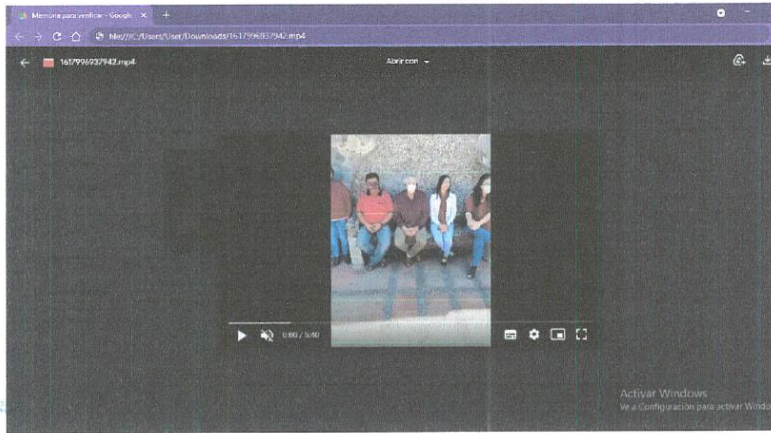 Memoria para verificar - Google
file:///C:/Users/User/Downloads/1617996937942.mp4
1617996937942.mp4
Abrir con
0:00 / 5:40
Activar Windows
Ve a Configuración para activar Windo